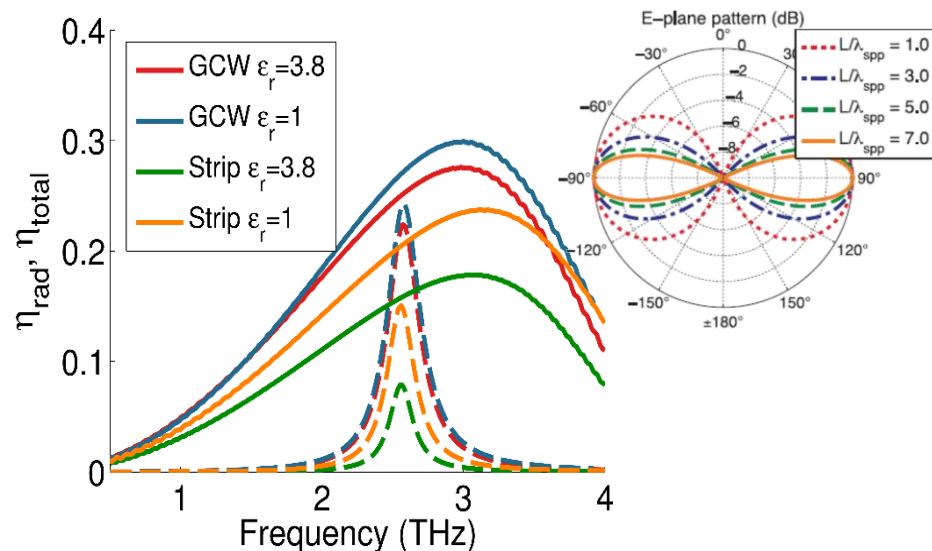 0.4
0.3
0.2
0.1
0
η_rad, η_total
GCW ε_r=3.8
GCW ε_r=1
Strip ε_r=3.8
Strip ε_r=1
1
2
3
4
Frequency (THz)
E-plane pattern (dB)
0°
-30°
30°
-60°
-90°
90°
-120°
120°
-150°
150°
±180°
0
-2
-4
-6
-8
L/λ_spp = 1.0
L/λ_spp = 3.0
L/λ_spp = 5.0
L/λ_spp = 7.0